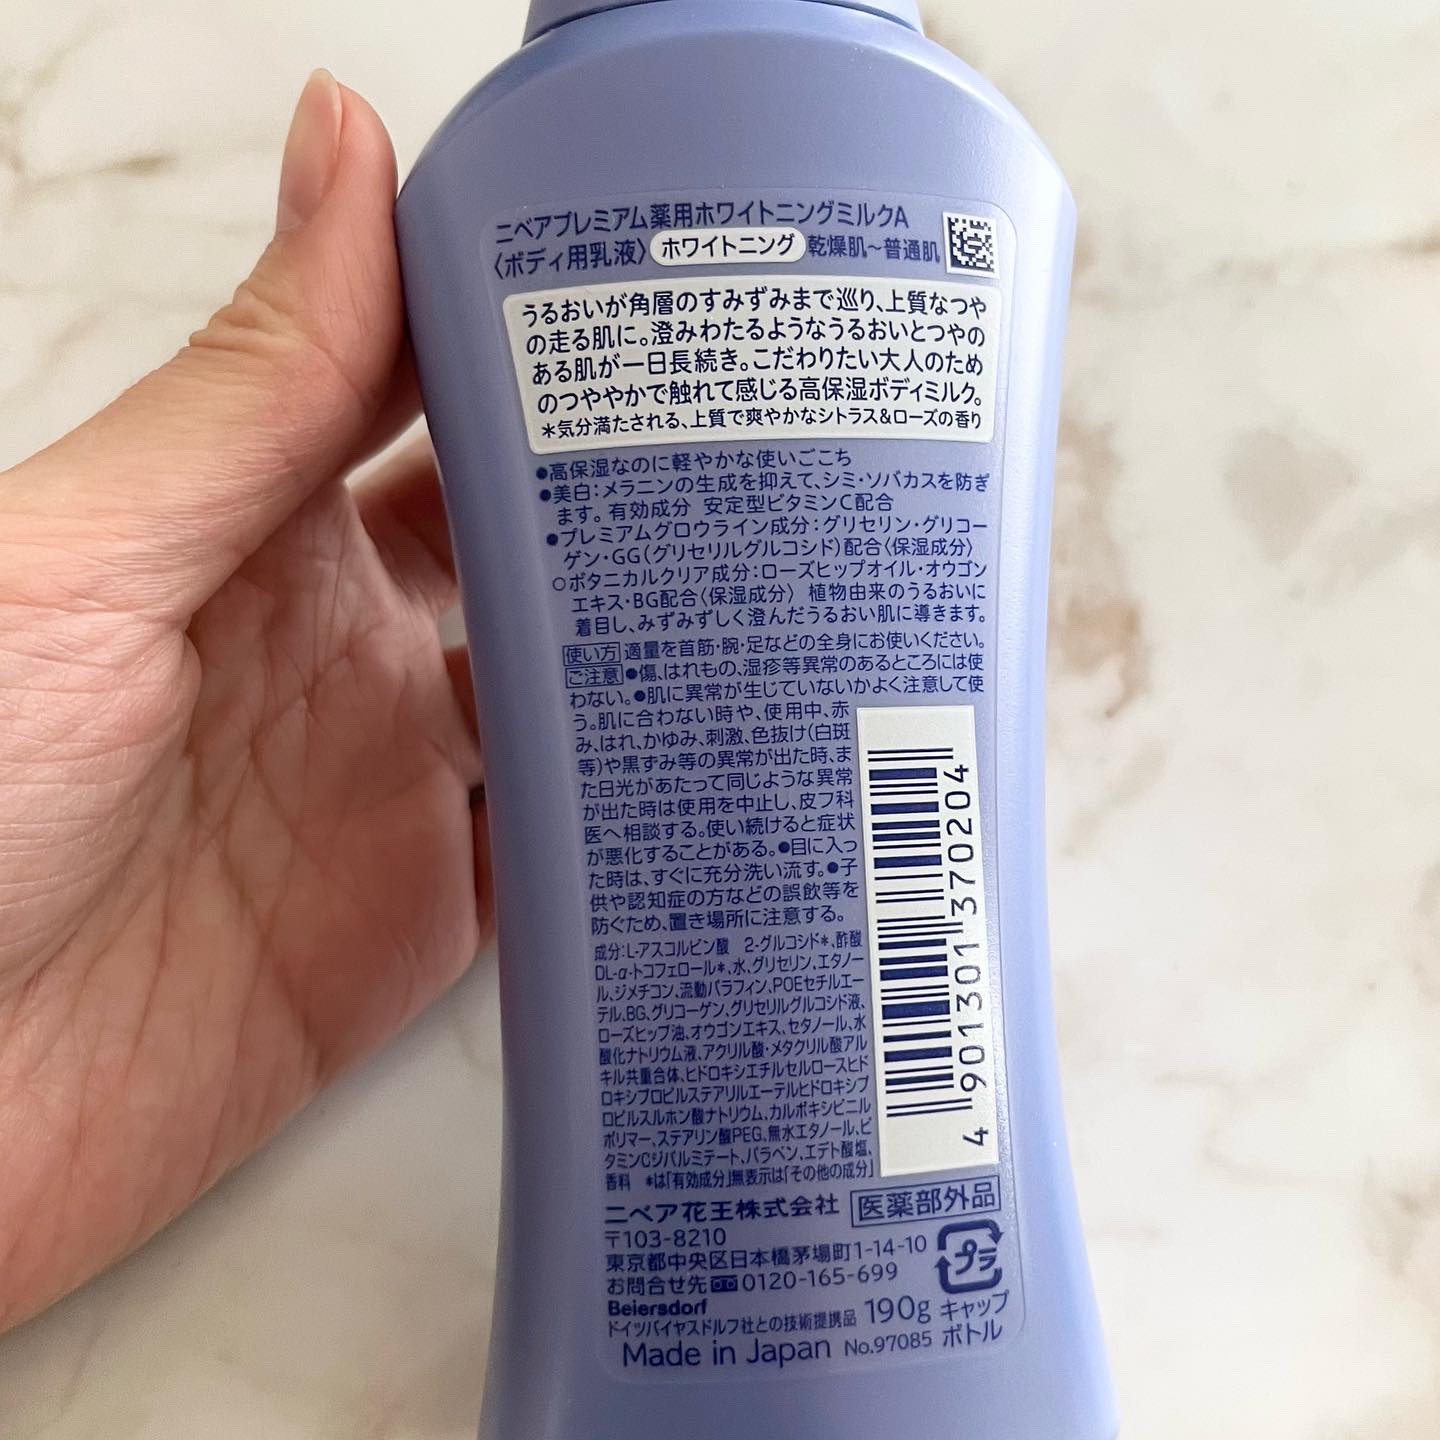 ニベアプレミアム薬用ホワイトニングミルクA
〈ボディ用乳液〉 ホワイトニング 乾燥肌～普通肌
うるおいが角層のすみずみまで巡り、上質なつや
の走る肌に。澄みわたるようなうるおいとつやの
ある肌が一日長続き。こだわりたい大人のため
のつややかで触れて感じる高保湿ボディミルク。
＊気分満たされる、上質で爽やかなシトラス&ローズの香り
●高保湿なのに軽やかな使いごこち
●美白：メラニンの生成を抑えて、シミ・ソバカスを防ぎ
ます。有効成分 安定型ビタミンC配合
●プレミアムグロウライン成分：グリセリン・グリコー
ゲン・GG（グリセリルグルコシド）配合〈保湿成分〉
○ボタニカルクリア成分：ローズヒップオイル・オウゴン
エキス・BG配合〈保湿成分〉 植物由来のうるおいに
着目し、みずみずしく澄んだうるおい肌に導きます。
使い方 適量を首筋・腕・足などの全身にお使いください。
ご注意 ●傷、はれもの、湿疹等異常のあるところには使
わない。●肌に異常が生じていないかよく注意して使
う。肌に合わない時や、使用中、赤
み、はれ、かゆみ、刺激、色抜け（白斑
等）や黒ずみ等の異常が出た時、ま
た日光があたって同じような異常
が出た時は使用を中止し、皮フ科
医へ相談する。使い続けると症状
が悪化することがある。●目に入っ
た時は、すぐに充分洗い流す。●子
供や認知症の方などの誤飲等を
防ぐため、置き場所に注意する。
成分：L-アスコルビン酸 2-グルコシド＊、酢酸
DL-α-トコフェロール＊、水、グリセリン、エタノー
ル、ジメチコン、流動パラフィン、POEセチルエー
テル、BG、グリコーゲン、グリセリルグルコシド液、
ローズヒップ油、オウゴンエキス、セタノール、水
酸化ナトリウム液、アクリル酸・メタクリル酸アル
キル共重合体、ヒドロキシエチルセルロースヒド
ロキシプロピルステアリルエーテルヒドロキシプ
ロピルスルホン酸ナトリウム、カルボキシビニル
ポリマー、ステアリン酸PEG、無水エタノール、ビ
タミンCジパルミテート、パラベン、エデト酸塩、
香料 ＊は「有効成分」無表示は「その他の成分」
4 901301 370204
ニベア花王株式会社 医薬部外品
〒103-8210
東京都中央区日本橋茅場町1-14-10
お問合せ先 0120-165-699
プラ
Beiersdorf
ドイツバイヤスドルフ社との技術提携品 190g キャップ
Made in Japan No.97085 ボトル